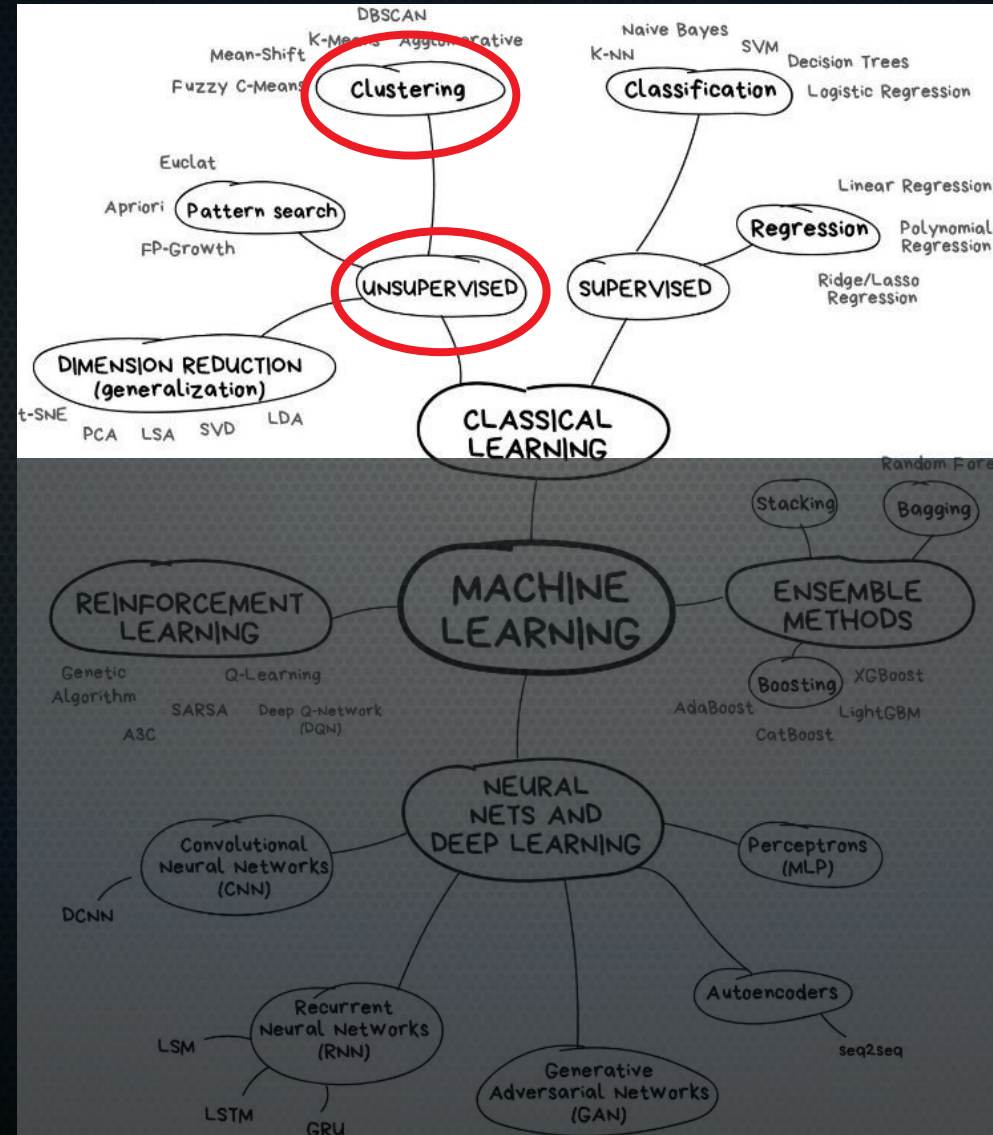 DBSCAN
K-Means
Agglomerative
Mean-Shift
Fuzzy C-Means
Clustering
Naive Bayes
K-NN
SVM
Decision Trees
Classification
Logistic Regression
Euclat
Apriori
Pattern search
FP-Growth
Linear Regression
Regression
Polynomial
Regression
Ridge/Lasso
Regression
UNSUPERVISED
SUPERVISED
DIMENSION REDUCTION
(generalization)
t-SNE
PCA
LSA
SVD
LDA
CLASSICAL
LEARNING
Random Fore
Stacking
Bagging
MACHINE
LEARNING
REINFORCEMENT
LEARNING
ENSEMBLE
METHODS
Genetic
Algorithm
Q-Learning
SARSA
Deep Q-Network
(DQN)
A3C
Boosting
XGBoost
AdaBoost
LightGBM
CatBoost
NEURAL
NETS AND
DEEP LEARNING
Convolutional
Neural Networks
(CNN)
DCNN
Perceptrons
(MLP)
Autoencoders
seq2seq
Recurrent
Neural Networks
(RNN)
LSM
LSTM
GRU
Generative
Adversarial Networks
(GAN)